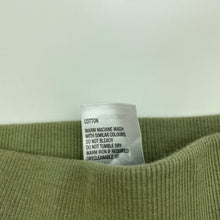 COTTON
WARM MACHINE WASH
WITH SIMILAR COLOURS
DO NOT BLEACH
DO NOT TUMBLE DRY
WARM IRON IF REQUIRED
DRYCLEANABLE